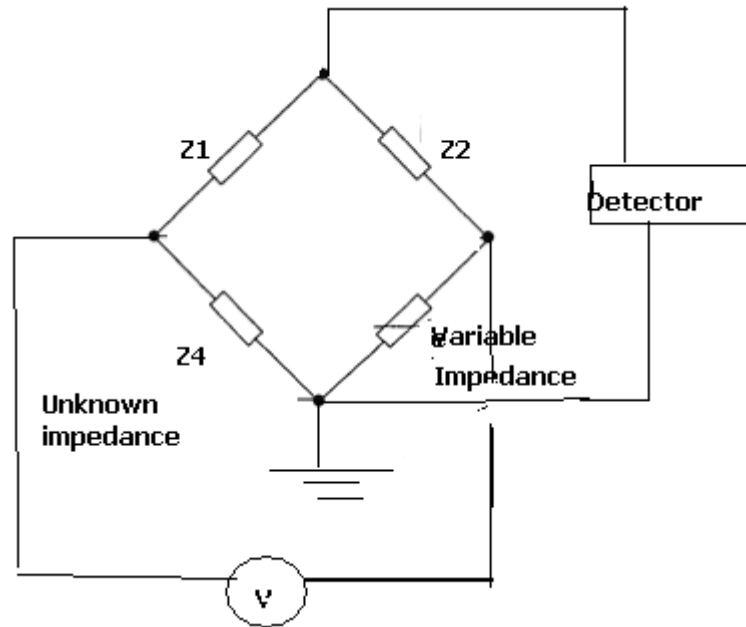 Z1
Z2
Detector
Variable
Impedance
Z4
Unknown
impedance
V